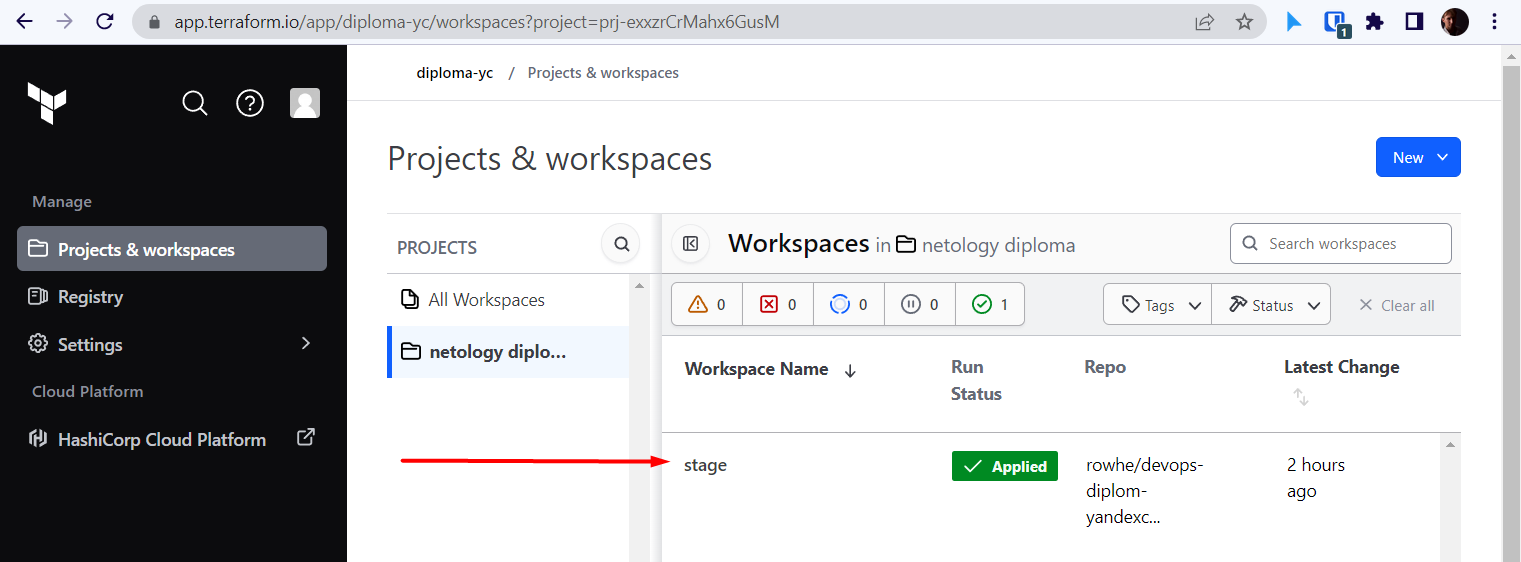 app.terraform.io/app/diploma-yc/workspaces?project=prj-exxzrCrMahx6GusM
1
diploma-yc / Projects & workspaces
Projects & workspaces
New
Manage
Projects & workspaces
Registry
Settings
Cloud Platform
HashiCorp Cloud Platform
PROJECTS
All Workspaces
netology diplo...
Workspaces in netology diploma
Search workspaces
0 0 0 0 1
Tags Status Clear all
Workspace Name Run Status Repo Latest Change
stage
Applied
rowhe/devops-
diplom-
yandexc...
2 hours
ago